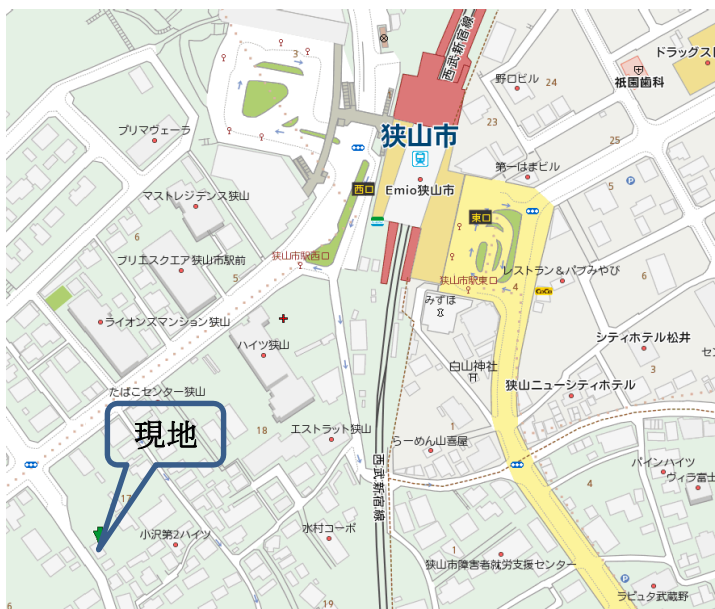 西武新宿線
3
ドラッグスト
野口ビル
24
祇園歯科
プリマヴェーラ
狭山市
23
25
第一はまビル
西口
Emio狭山市
5
マストレジデンス狭山
東口
6
狭山市駅西口
プリエスクエア狭山市駅前
5
狭山市駅東口
4
レストラン&パブみやび
6
みずほ
CoCo
ライオンズマンション狭山
シティホテル松井
ハイツ狭山
セン
白山神社
3
たばこセンター狭山
狭山ニューシティホテル
現地
18
エストラット狭山
1
らーめん山喜屋
西武新宿線
パインハイツ
ヴィラ富士
4
17
小沢第2ハイツ
水村コーポ
1
狭山市障害者就労支援センター
ラピュタ武蔵野
6
19